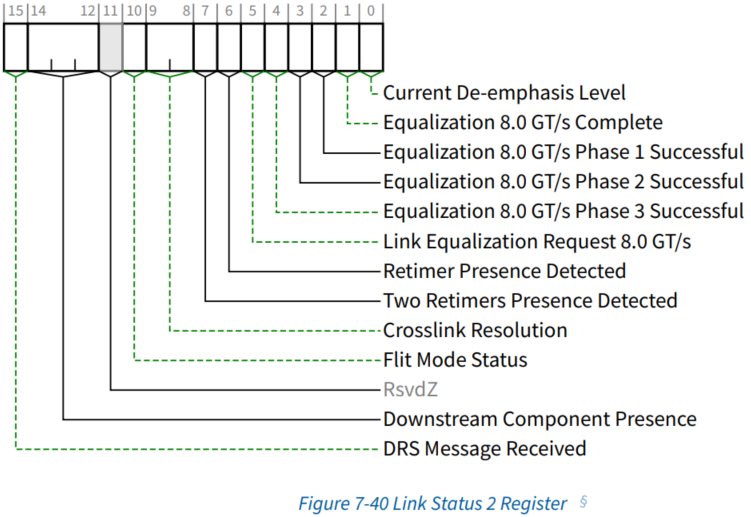 15 14 12 11 10 9 8 7 6 5 4 3 2 1 0
Current De-emphasis Level
Equalization 8.0 GT/s Complete
Equalization 8.0 GT/s Phase 1 Successful
Equalization 8.0 GT/s Phase 2 Successful
Equalization 8.0 GT/s Phase 3 Successful
Link Equalization Request 8.0 GT/s
Retimer Presence Detected
Two Retimers Presence Detected
Crosslink Resolution
Flit Mode Status
RsvdZ
Downstream Component Presence
DRS Message Received
Figure 7-40 Link Status 2 Register §